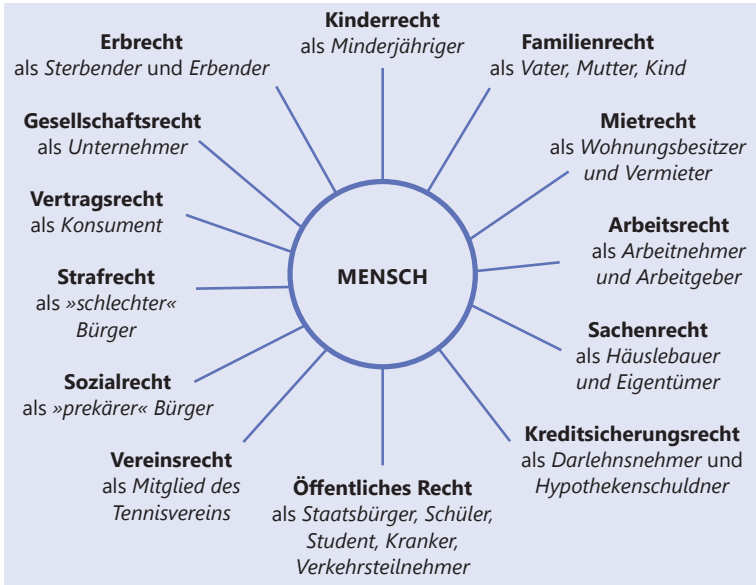 Kinderrecht
als Minderjähriger
Familienrecht
als Vater, Mutter, Kind
Mietrecht
als Wohnungsbesitzer
und Vermieter
Arbeitsrecht
als Arbeitnehmer
und Arbeitgeber
Sachenrecht
als Häuslebauer
und Eigentümer
Kreditsicherungsrecht
als Darlehnsnehmer und
Hypothekenschuldner
Öffentliches Recht
als Staatsbürger, Schüler,
Student, Kranker,
Verkehrsteilnehmer
Vereinsrecht
als Mitglied des
Tennisvereins
Sozialrecht
als »prekärer« Bürger
Strafrecht
als »schlechter«
Bürger
Vertragsrecht
als Konsument
Gesellschaftsrecht
als Unternehmer
Erbrecht
als Sterbender und Erbender
MENSCH